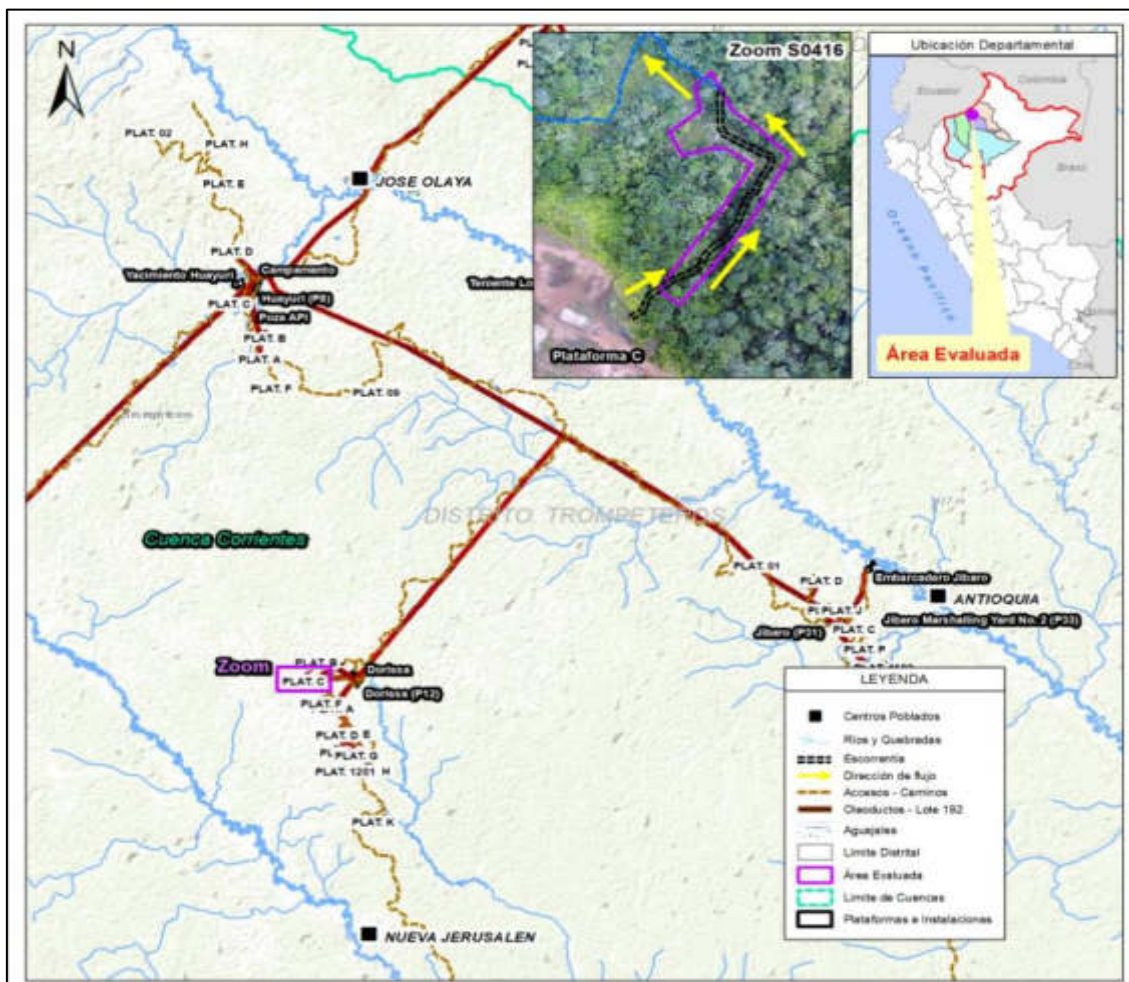 N
Zoom S0416
Plataforma C
Ubicación Departamental
Ecuador
Colombia
Brasil
Océano Pacífico
Área Evaluada
PLAT. 02
PLAT. H
PLAT. E
JOSE OLAYA
PLAT. D
Campamento
Yacimiento Huayuri
Huayuri (P8)
PLAT. C
Poza API
PLAT. B
PLAT. A
PLAT. F
PLAT. 09
DISTRITO TROMPETEROS
Cuenca Corrientes
PLAT. 01
PLAT. D
Embarcadero Jibaro
ANTIOQUIA
PLAT. J
Jibaro Marshalling Yard No. 2 (P33)
Jibaro (P31)
PLAT. C
PLAT. P
Zoom
Dorissa
PLAT. C
Dorissa (P12)
PLAT. F
PLAT. D E
PLAT. G
PLAT. 1201 H
PLAT. K
NUEVA JERUSALEN
LEYENDA
Centros Poblados
Ríos y Quebradas
Escorrentía
Dirección de flujo
Accesos - Caminos
Oleoductos - Lote 192
Aguajales
Límite Distrital
Área Evaluada
Límite de Cuencas
Plataformas e Instalaciones